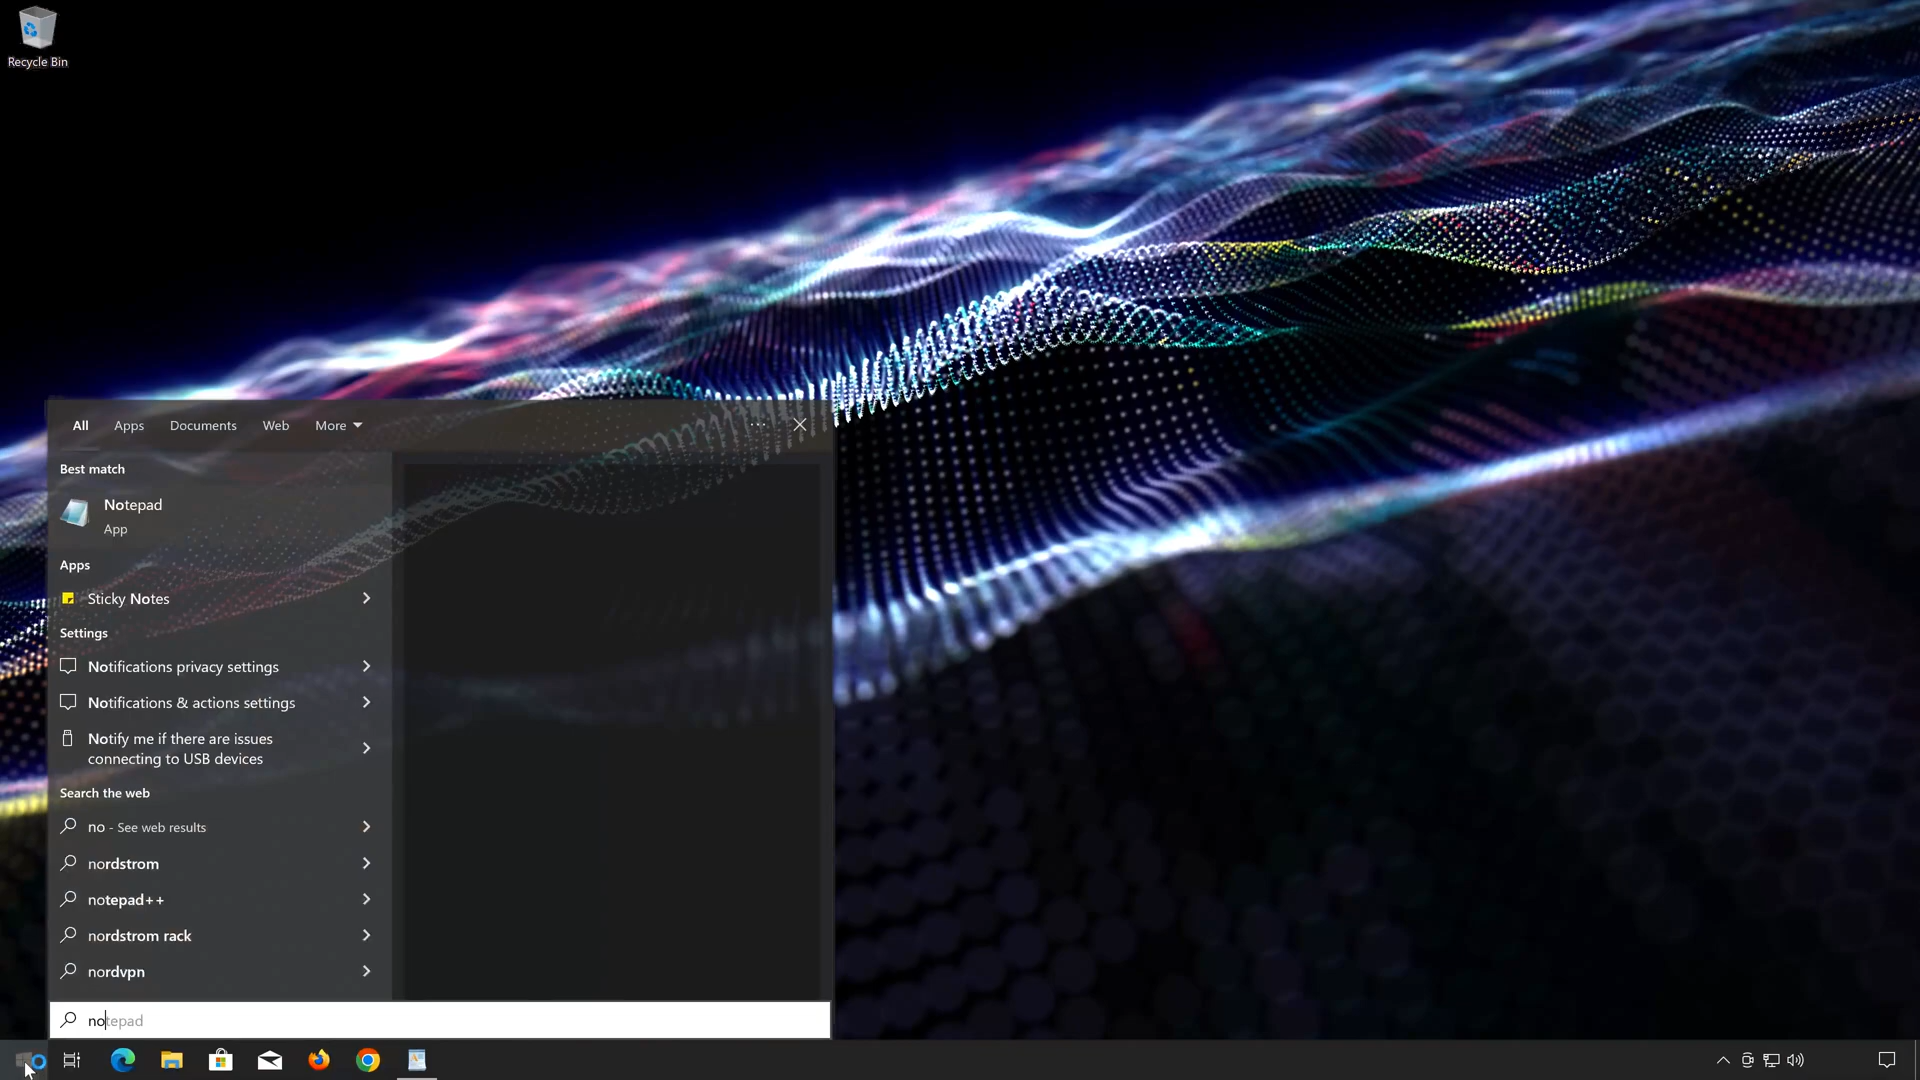 Recycle Bin
All Apps Documents Web More
Best match
Notepad
App
Apps
Sticky Notes
Settings
Notifications privacy settings
Notifications & actions settings
Notify me if there are issues
connecting to USB devices
Search the web
no - See web results
nordstrom
notepad++
nordstrom rack
nordvpn
notepad